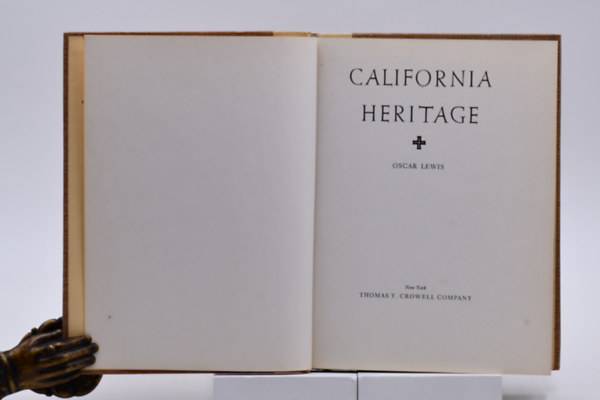 CALIFORNIA
HERITAGE
OSCAR LEWIS
New York
THOMAS Y. CROWELL COMPANY